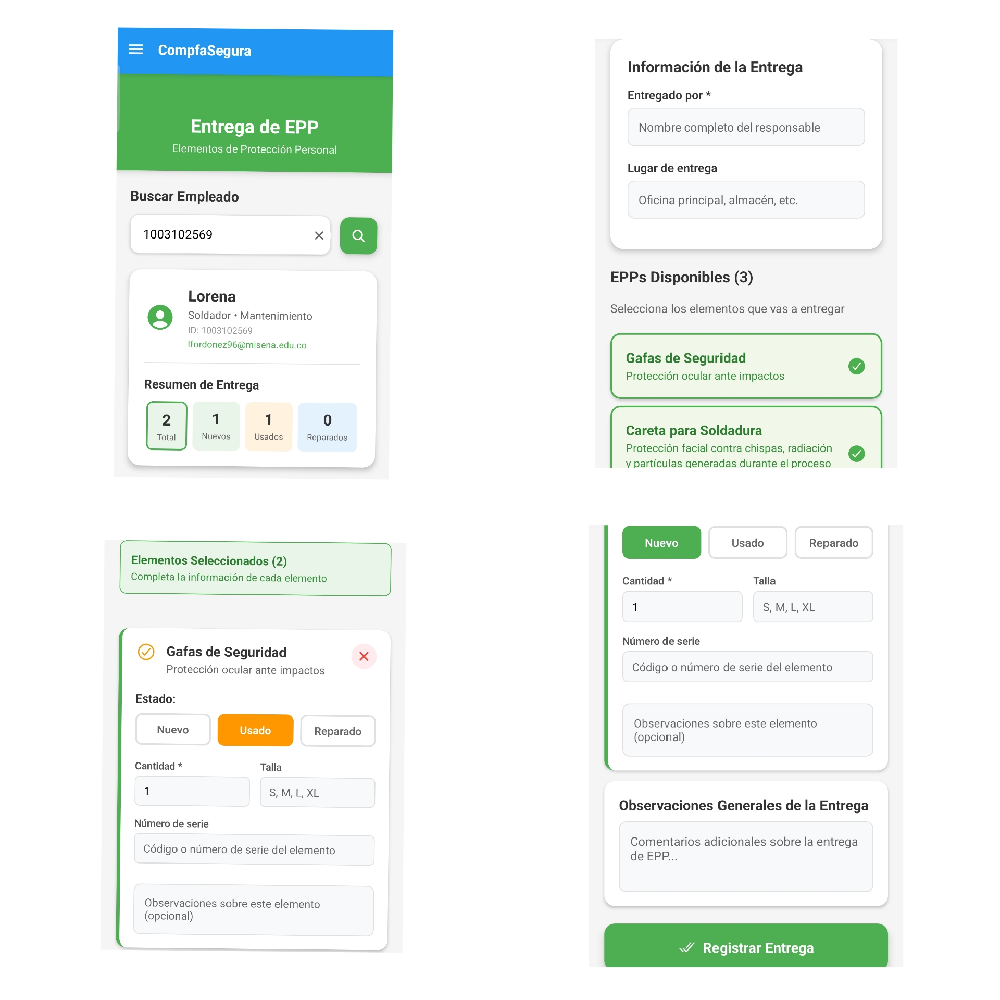 CompfaSegura
Entrega de EPP
Elementos de Protección Personal
Buscar Empleado
1003102569
Lorena
Soldador • Mantenimiento
ID: 1003102569
lfordonez96@misena.edu.co
Resumen de Entrega
2 1 1 0
Total Nuevos Usados Reparados
Información de la Entrega
Entregado por *
Nombre completo del responsable
Lugar de entrega
Oficina principal, almacén, etc.
EPPs Disponibles (3)
Selecciona los elementos que vas a entregar
Gafas de Seguridad
Protección ocular ante impactos
Careta para Soldadura
Protección facial contra chispas, radiación
y partículas generadas durante el proceso
Elementos Seleccionados (2)
Completa la información de cada elemento
Gafas de Seguridad
Protección ocular ante impactos
Estado:
Nuevo Usado Reparado
Cantidad * Talla
1 S, M, L, XL
Número de serie
Código o número de serie del elemento
Observaciones sobre este elemento
(opcional)
Nuevo Usado Reparado
Cantidad * Talla
1 S, M, L, XL
Número de serie
Código o número de serie del elemento
Observaciones sobre este elemento
(opcional)
Observaciones Generales de la Entrega
Comentarios adicionales sobre la entrega
de EPP...
Registrar Entrega